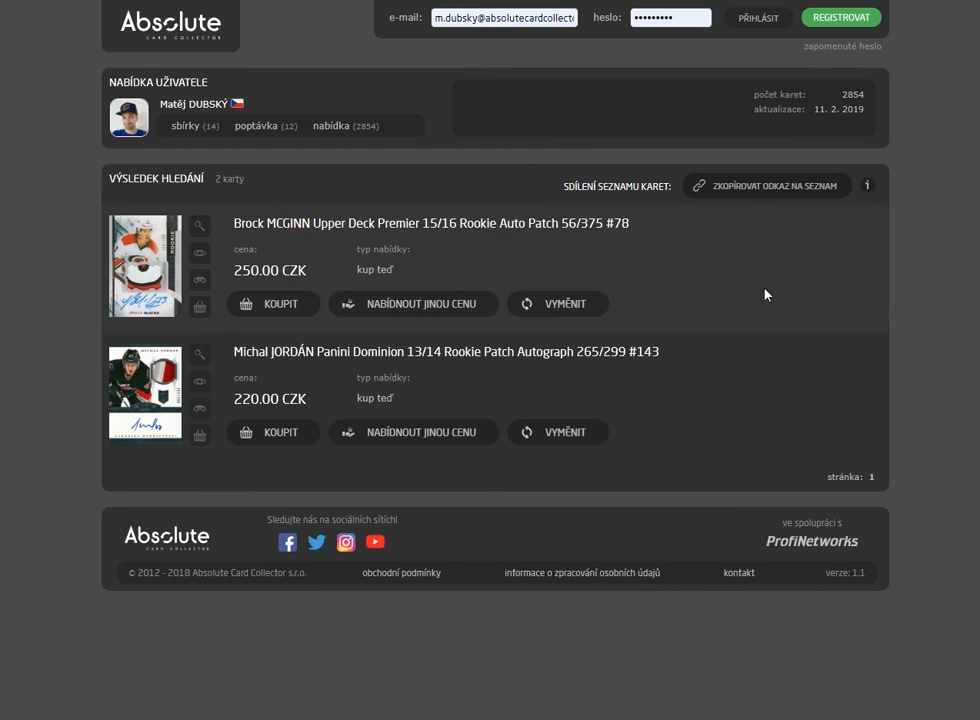 Absolute
CARD COLLECTOR
e-mail: m.dubsky@absolutecardcollect heslo: ••••••••• PŘIHLÁSIT REGISTROVAT
zapomenuté heslo
NABÍDKA UŽIVATELE
Matěj DUBSKÝ
sbírky (14) poptávka (12) nabídka (2854)
počet karet: 2854
aktualizace: 11. 2. 2019
VÝSLEDEK HLEDÁNÍ 2 karty
SDÍLENÍ SEZNAMU KARET: ZKOPÍROVAT ODKAZ NA SEZNAM i
Brock MCGINN Upper Deck Premier 15/16 Rookie Auto Patch 56/375 #78
cena: typ nabídky:
250.00 CZK kup teď
KOUPIT NABÍDNOUT JINOU CENU VYMĚNIT
Michal JORDÁN Panini Dominion 13/14 Rookie Patch Autograph 265/299 #143
cena: typ nabídky:
220.00 CZK kup teď
KOUPIT NABÍDNOUT JINOU CENU VYMĚNIT
stránka: 1
Absolute
CARD COLLECTOR
Sledujte nás na sociálních sítích!
ve spolupráci s
ProfiNetworks
© 2012 - 2018 Absolute Card Collector s.r.o. obchodní podmínky informace o zpracování osobních údajů kontakt verze: 1.1